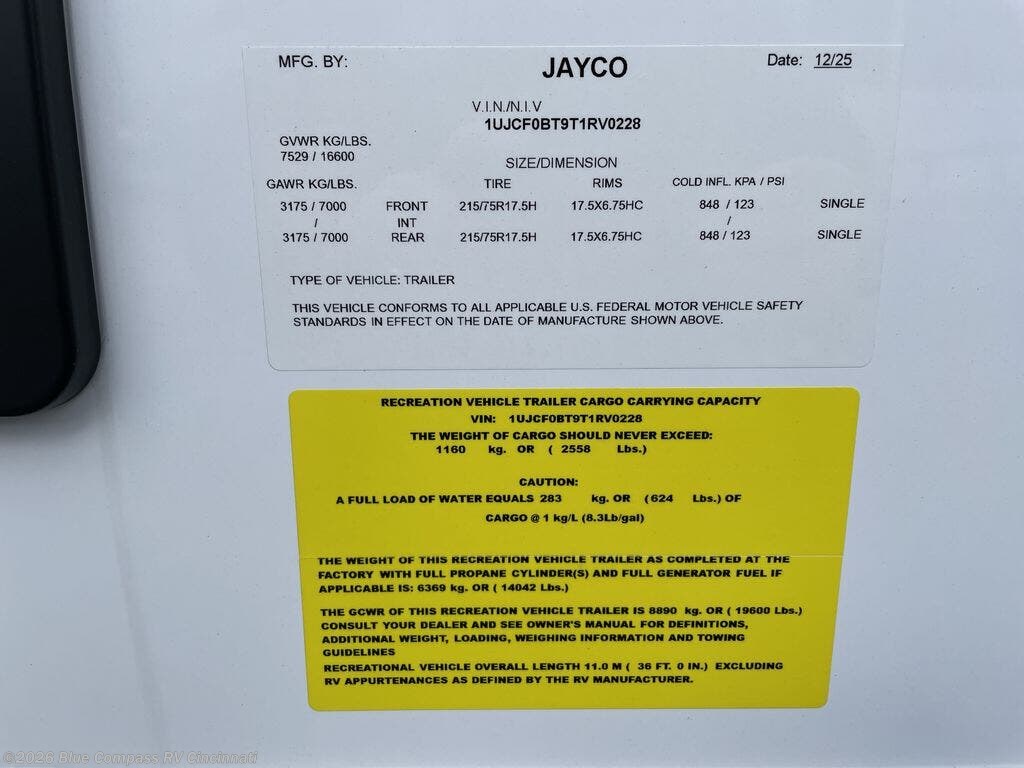 MFG. BY: JAYCO Date: 12/25
V.I.N./N.I.V
1UJCF0BT9T1RV0228
GVWR KG/LBS.
7529 / 16600
SIZE/DIMENSION
GAWR KG/LBS. TIRE RIMS COLD INFL. KPA / PSI
3175 / 7000 FRONT 215/75R17.5H 17.5X6.75HC 848 / 123 SINGLE
/ INT /
3175 / 7000 REAR 215/75R17.5H 17.5X6.75HC 848 / 123 SINGLE
TYPE OF VEHICLE: TRAILER
THIS VEHICLE CONFORMS TO ALL APPLICABLE U.S. FEDERAL MOTOR VEHICLE SAFETY
STANDARDS IN EFFECT ON THE DATE OF MANUFACTURE SHOWN ABOVE.
RECREATION VEHICLE TRAILER CARGO CARRYING CAPACITY
VIN: 1UJCF0BT9T1RV0228
THE WEIGHT OF CARGO SHOULD NEVER EXCEED:
1160 kg. OR ( 2558 Lbs.)
CAUTION:
A FULL LOAD OF WATER EQUALS 283 kg. OR (624 Lbs.) OF
CARGO @ 1 kg/L (8.3Lb/gal)
THE WEIGHT OF THIS RECREATION VEHICLE TRAILER AS COMPLETED AT THE
FACTORY WITH FULL PROPANE CYLINDER(S) AND FULL GENERATOR FUEL IF
APPLICABLE IS: 6369 kg. OR ( 14042 Lbs.)
THE GCWR OF THIS RECREATION VEHICLE TRAILER IS 8890 kg. OR ( 19600 Lbs.)
CONSULT YOUR DEALER AND SEE OWNER'S MANUAL FOR DEFINITIONS,
ADDITIONAL WEIGHT, LOADING, WEIGHING INFORMATION AND TOWING
GUIDELINES
RECREATIONAL VEHICLE OVERALL LENGTH 11.0 M ( 36 FT. 0 IN.) EXCLUDING
RV APPURTENANCES AS DEFINED BY THE RV MANUFACTURER.
©2026 Blue Compass RV Cincinnati